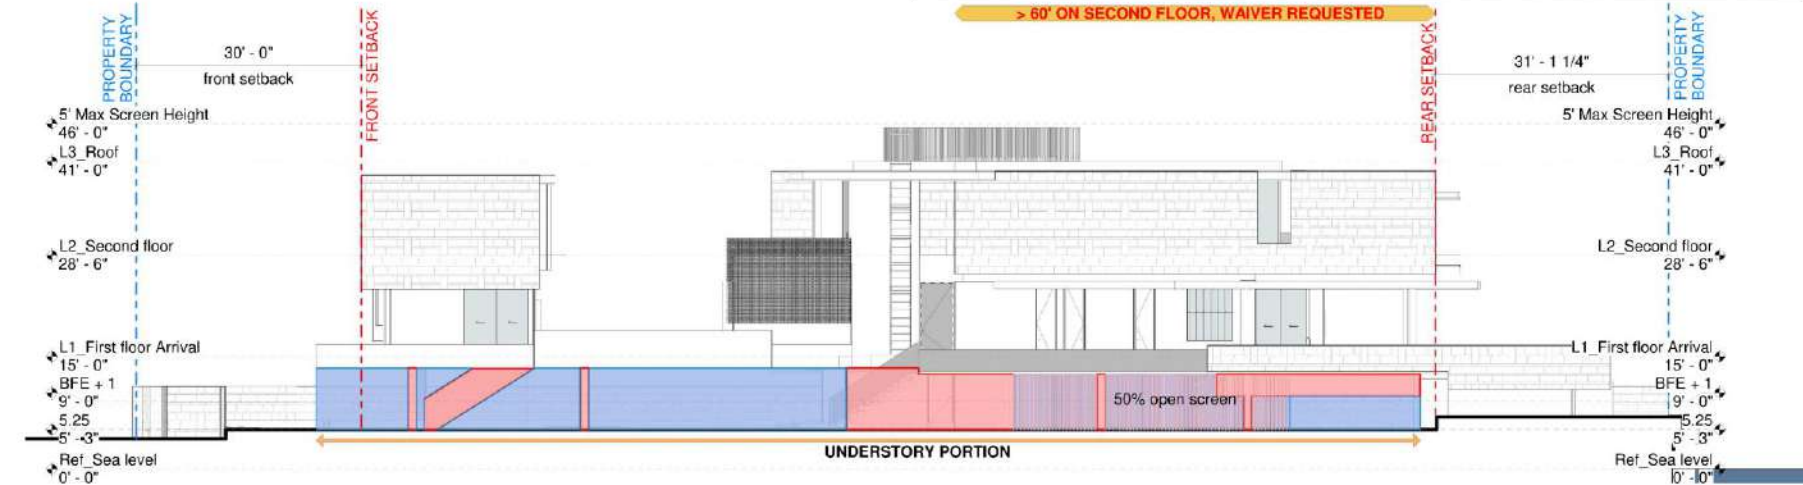 > 60' ON SECOND FLOOR, WAIVER REQUESTED
PROPERTY
BOUNDARY
30' - 0"
front setback
FRONT SETBACK
REAR SETBACK
31' - 1 1/4"
rear setback
PROPERTY
BOUNDARY
5' Max Screen Height
46' - 0"
L3_Roof
41' - 0"
L2_Second floor
28' - 6"
L1_First floor Arrival
15' - 0"
BFE + 1
9' - 0"
5.25
5' - 3"
Ref_Sea level
0' - 0"
50% open screen
UNDERSTORY PORTION
5' Max Screen Height
46' - 0"
L3_Roof
41' - 0"
L2_Second floor
28' - 6"
L1_First floor Arrival
15' - 0"
BFE + 1
9' - 0"
5.25
5' - 3"
Ref_Sea level
0' - 0"